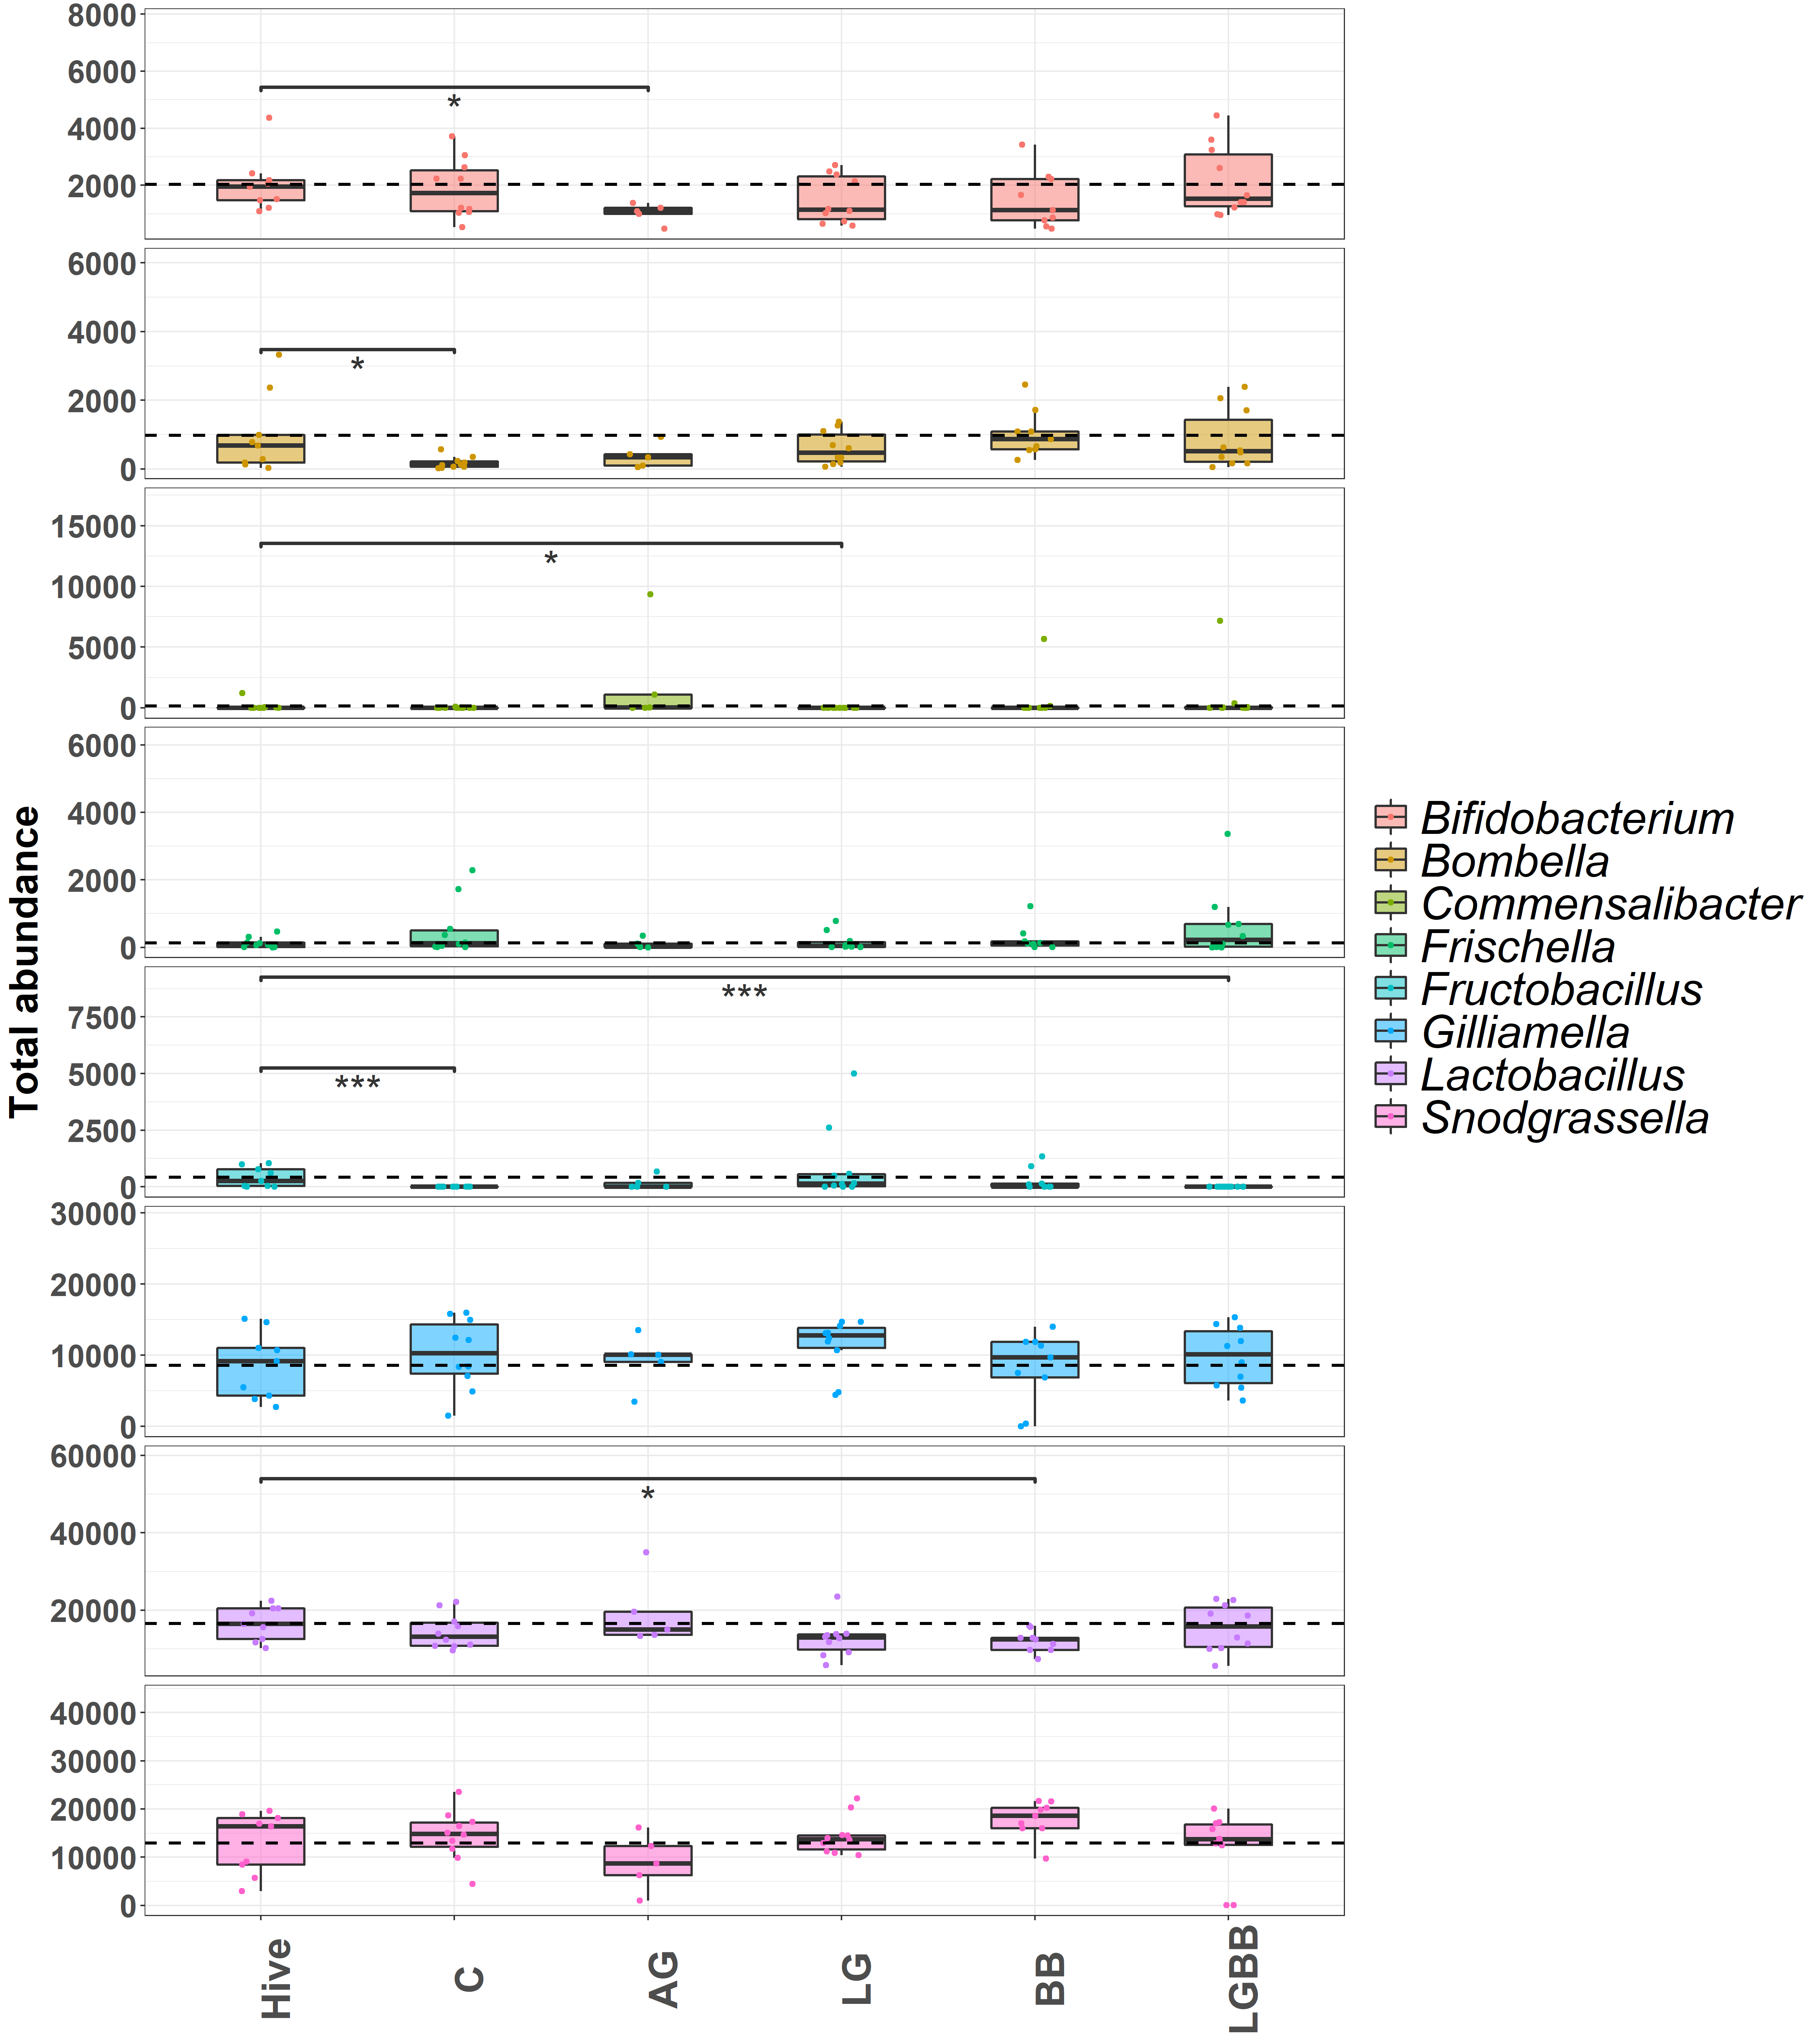 Total abundance
8000
6000
4000
2000
*
6000
4000
2000
0
*
15000
10000
5000
0
*
6000
4000
2000
0
7500
5000
2500
0
***
***
30000
20000
10000
0
60000
40000
20000
*
40000
30000
20000
10000
0
Hive
C
AG
LG
BB
LGBB
Bifidobacterium
Bombella
Commensalibacter
Frischella
Fructobacillus
Gilliamella
Lactobacillus
Snodgrassella